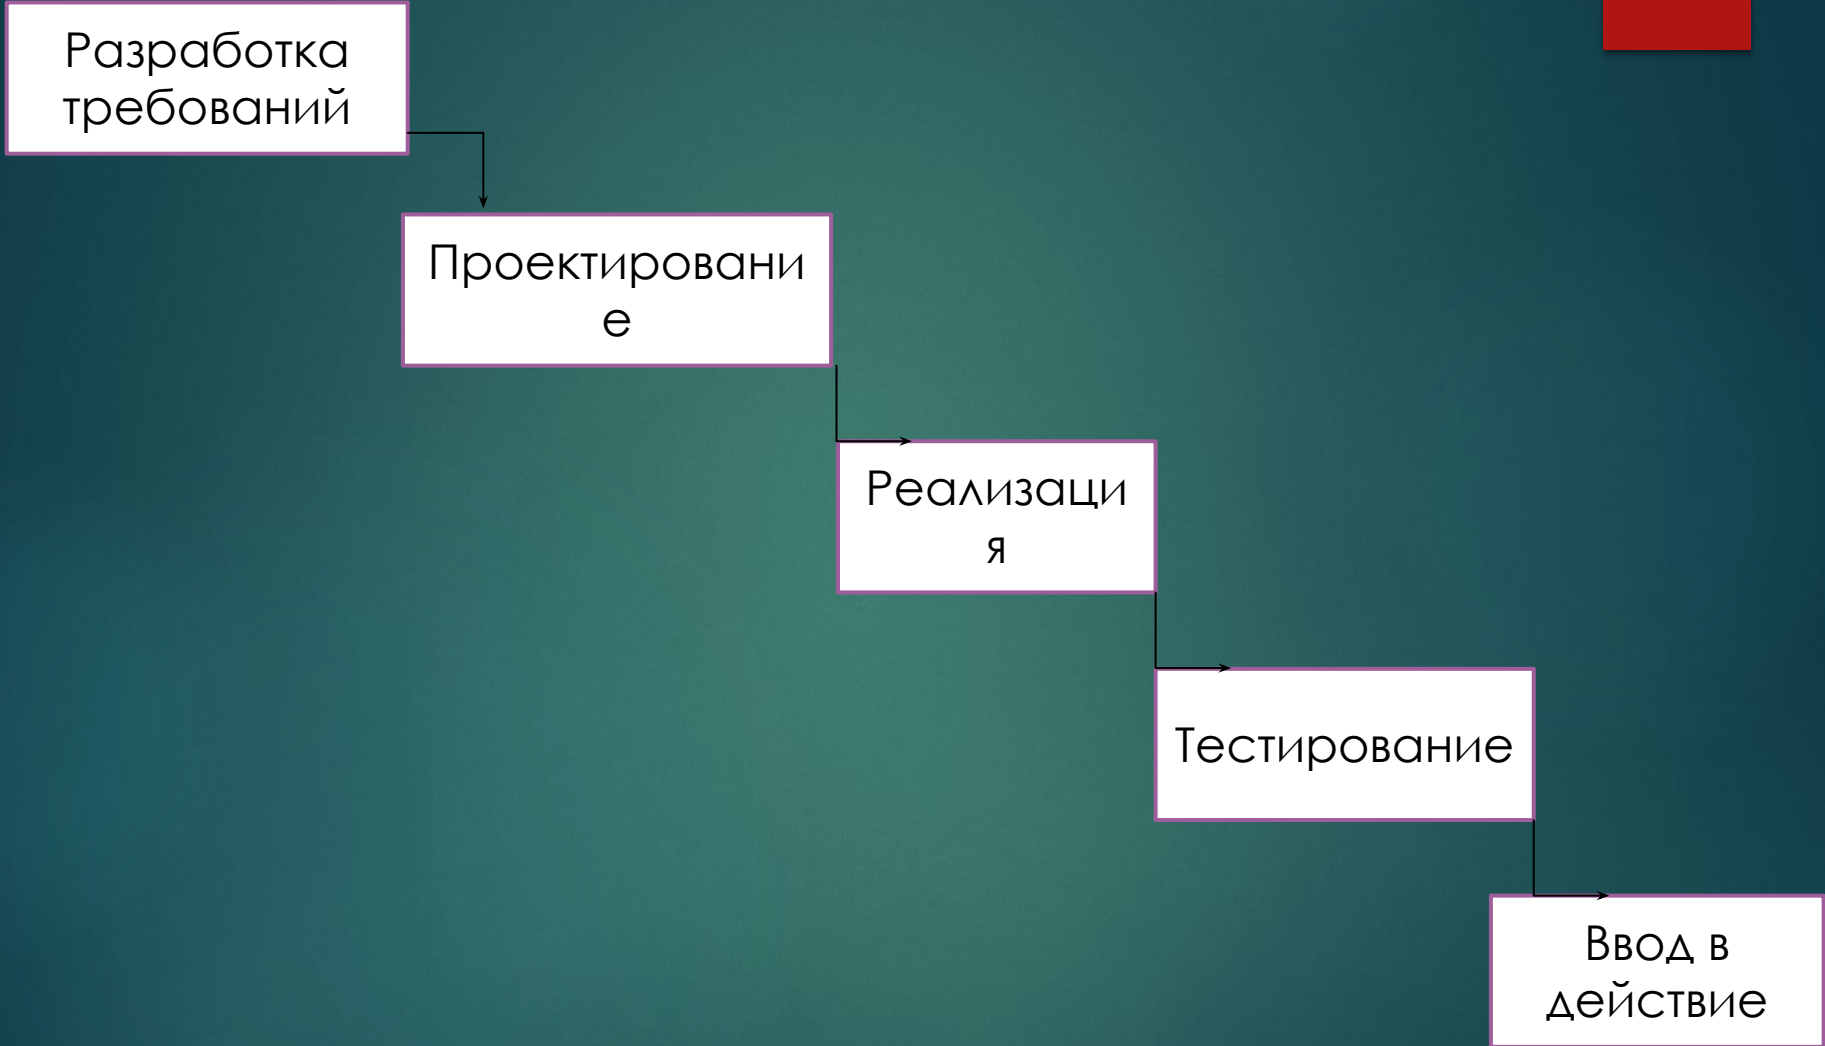 Разработка
требований
Проектировани
е
Реализаци
я
Тестирование
Ввод в
действие